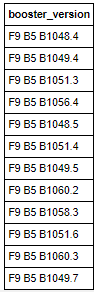 booster_version
F9 B5 B1048.4
F9 B5 B1049.4
F9 B5 B1051.3
F9 B5 B1056.4
F9 B5 B1048.5
F9 B5 B1051.4
F9 B5 B1049.5
F9 B5 B1060.2
F9 B5 B1058.3
F9 B5 B1051.6
F9 B5 B1060.3
F9 B5 B1049.7